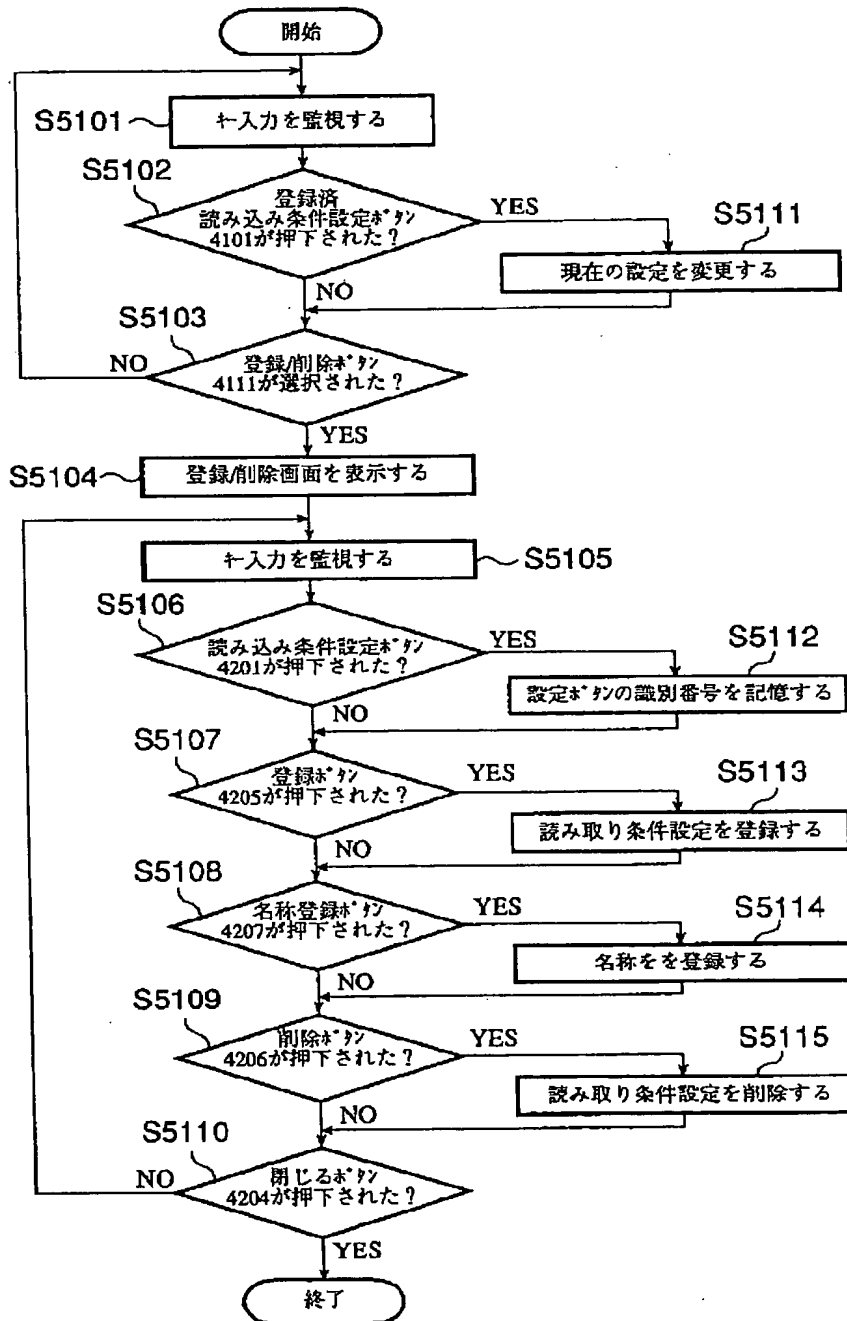 開始
S5101
キー入力を監視する
S5102
登録済
読み込み条件設定ボタン
4101が押下された?
YES
S5111
現在の設定を変更する
NO
S5103
登録/削除ボタン
4111が選択された?
NO
YES
S5104
登録/削除画面を表示する
キー入力を監視する
S5105
S5106
読み込み条件設定ボタン
4201が押下された?
YES
S5112
設定ボタンの識別番号を記憶する
NO
S5107
登録ボタン
4205が押下された?
YES
S5113
読み取り条件設定を登録する
NO
S5108
名称登録ボタン
4207が押下された?
YES
S5114
名称をを登録する
NO
S5109
削除ボタン
4206が押下された?
YES
S5115
読み取り条件設定を削除する
NO
S5110
閉じるボタン
4204が押下された?
NO
YES
終了